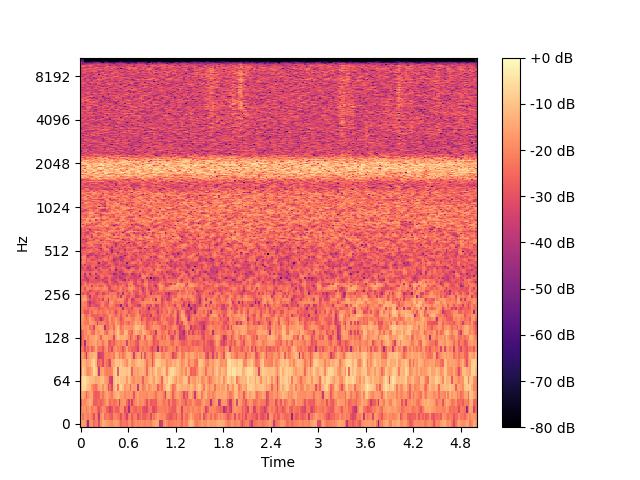 8192
4096
2048
1024
512
256
128
64
0
Hz
0 0.6 1.2 1.8 2.4 3 3.6 4.2 4.8
Time
+0 dB
-10 dB
-20 dB
-30 dB
-40 dB
-50 dB
-60 dB
-70 dB
-80 dB